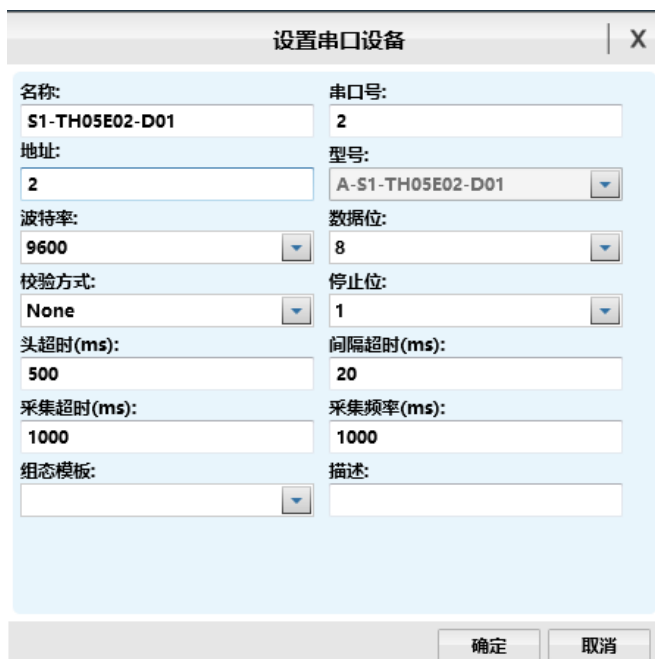 设置串口设备
X
名称: 串口号:
S1-TH05E02-D01 2
地址: 型号:
2 A-S1-TH05E02-D01
波特率: 数据位:
9600 8
校验方式: 停止位:
None 1
头超时(ms): 间隔超时(ms):
500 20
采集超时(ms): 采集频率(ms):
1000 1000
组态模板: 描述:
确定 取消